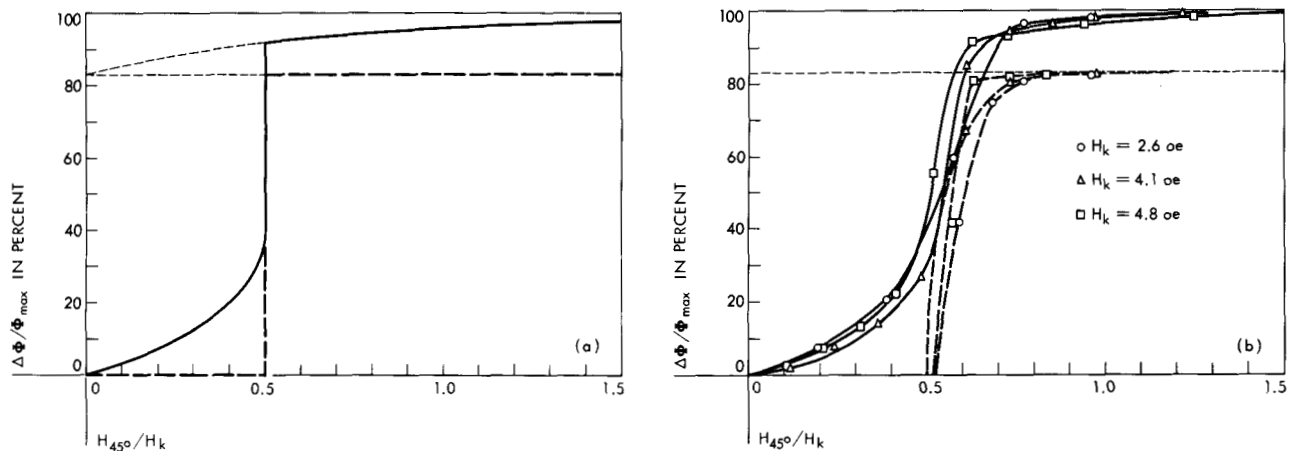 100
80
60
40
20
0
ΔΦ/Φmax IN PERCENT
(a)
0
0.5
1.0
1.5
H45°/Hk
100
80
60
40
20
0
ΔΦ/Φmax IN PERCENT
○ Hk = 2.6 oe
△ Hk = 4.1 oe
□ Hk = 4.8 oe
(b)
0
0.5
1.0
1.5
H45°/Hk